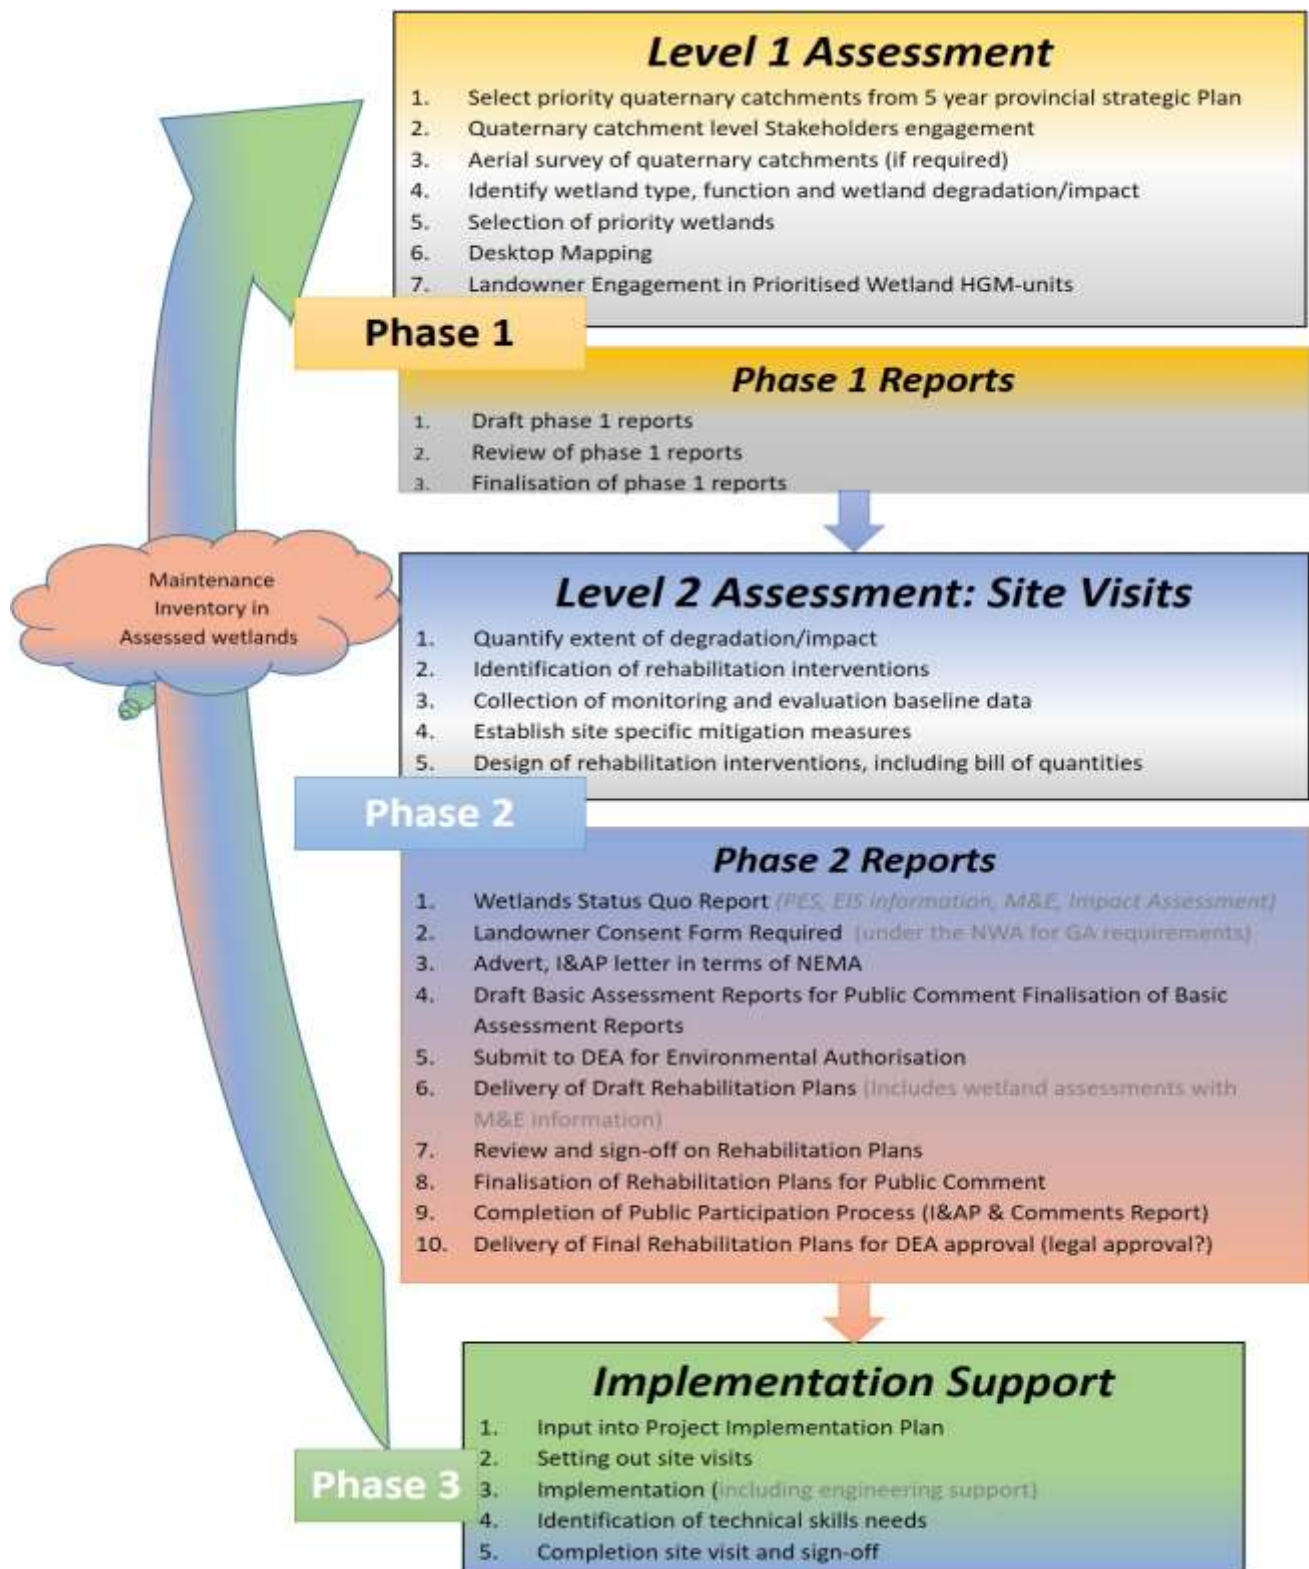 Level 1 Assessment
1. Select priority quaternary catchments from 5 year provincial strategic Plan
2. Quaternary catchment level Stakeholders engagement
3. Aerial survey of quaternary catchments (if required)
4. Identify wetland type, function and wetland degradation/impact
5. Selection of priority wetlands
6. Desktop Mapping
7. Landowner Engagement in Prioritised Wetland HGM-units
Phase 1
Phase 1 Reports
1. Draft phase 1 reports
2. Review of phase 1 reports
3. Finalisation of phase 1 reports
Maintenance
Inventory in
Assessed wetlands
Level 2 Assessment: Site Visits
1. Quantify extent of degradation/impact
2. Identification of rehabilitation interventions
3. Collection of monitoring and evaluation baseline data
4. Establish site specific mitigation measures
5. Design of rehabilitation interventions, including bill of quantities
Phase 2
Phase 2 Reports
1. Wetlands Status Quo Report (PES, EIS information, M&E, Impact Assessment)
2. Landowner Consent Form Required (under the NWA for GA requirements)
3. Advert, I&AP letter in terms of NEMA
4. Draft Basic Assessment Reports for Public Comment Finalisation of Basic
Assessment Reports
5. Submit to DEA for Environmental Authorisation
6. Delivery of Draft Rehabilitation Plans (Includes wetland assessments with
M&E information)
7. Review and sign-off on Rehabilitation Plans
8. Finalisation of Rehabilitation Plans for Public Comment
9. Completion of Public Participation Process (I&AP & Comments Report)
10. Delivery of Final Rehabilitation Plans for DEA approval (legal approval?)
Implementation Support
1. Input into Project Implementation Plan
2. Setting out site visits
Phase 3
3. Implementation (including engineering support)
4. Identification of technical skills needs
5. Completion site visit and sign-off